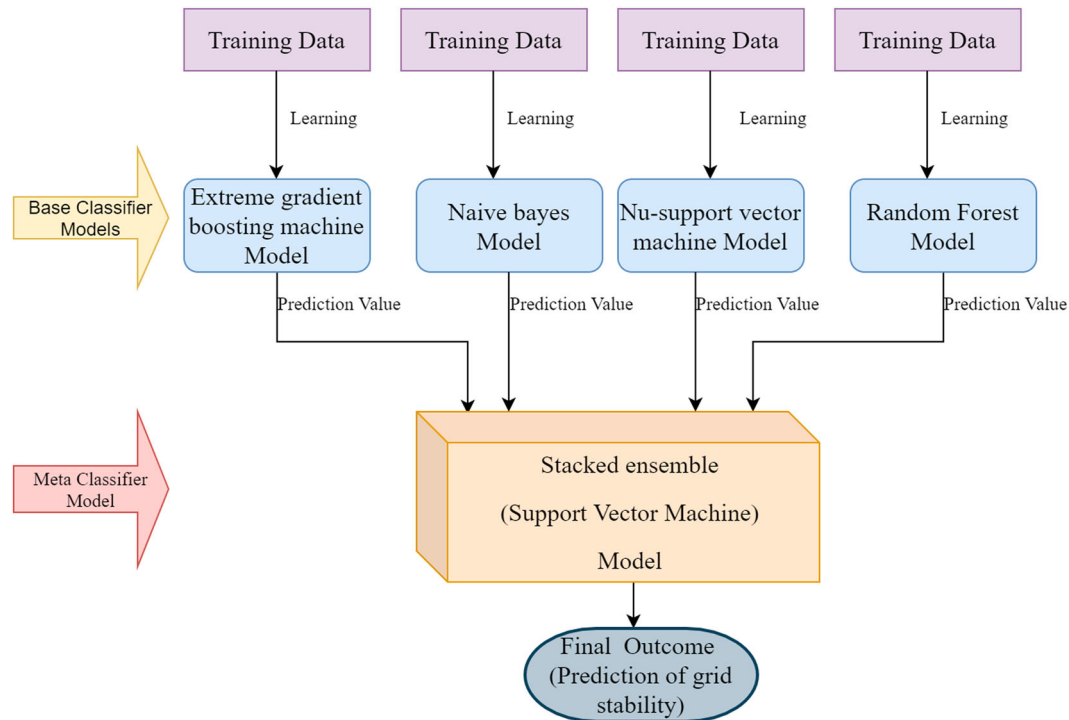 Training Data
Training Data
Training Data
Training Data
Learning
Learning
Learning
Learning
Base Classifier
Models
Extreme gradient
boosting machine
Model
Naive bayes
Model
Nu-support vector
machine Model
Random Forest
Model
Prediction Value
Prediction Value
Prediction Value
Prediction Value
Meta Classifier
Model
Stacked ensemble
(Support Vector Machine)
Model
Final Outcome
(Prediction of grid
stability)